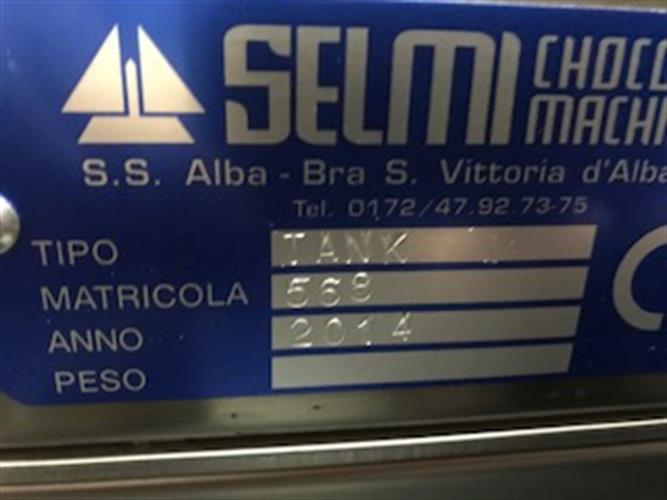 SELMI CHOCO
MACHI
S.S. Alba - Bra S. Vittoria d'Alba
Tel. 0172/47.92.73-75
TIPO TANK
MATRICOLA 568
ANNO 2014
PESO